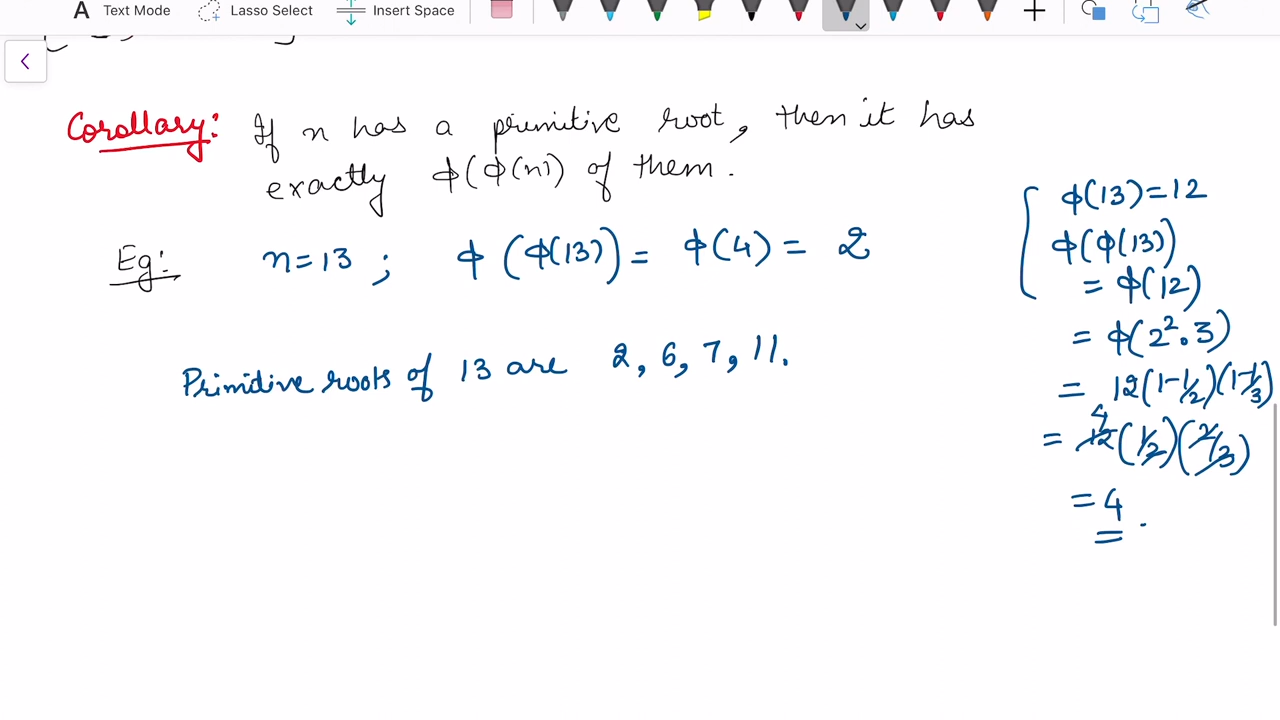 Text Mode Lasso Select Insert Space
Corollary: If n has a primitive root, then it has
exactly φ(φ(n)) of them.
Eg: n=13 ; φ(φ(13)) = φ(4) = 2
Primitive roots of 13 are 2, 6, 7, 11.
φ(13)=12
φ(φ(13))
= φ(12)
= φ(2².3)
= 12(1-1/2)(1-1/3)
= 12(1/2)(2/3)
4
= 4.